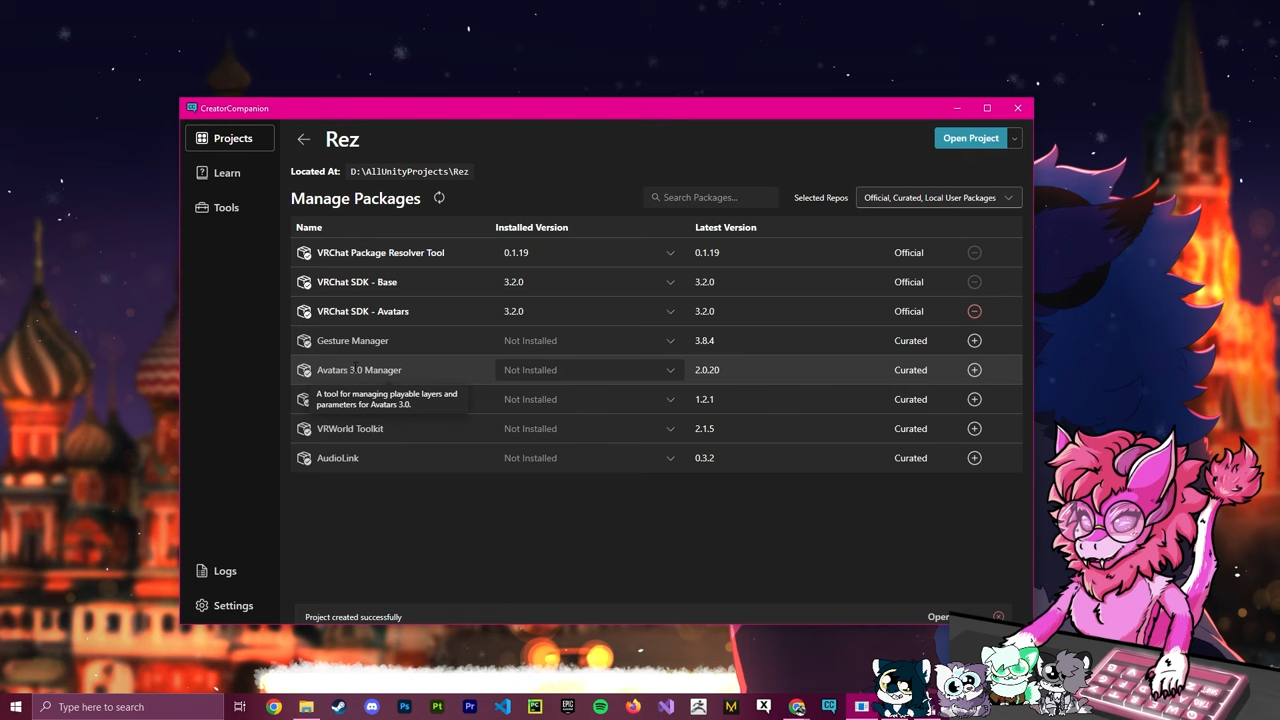 CreatorCompanion
Projects
Learn
Tools
Logs
Settings
Rez
Open Project
Located At: D:\AllUnityProjects\Rez
Manage Packages
Search Packages...
Selected Repos
Official, Curated, Local User Packages
Name Installed Version Latest Version
VRChat Package Resolver Tool 0.1.19 0.1.19 Official
VRChat SDK - Base 3.2.0 3.2.0 Official
VRChat SDK - Avatars 3.2.0 3.2.0 Official
Gesture Manager Not Installed 3.8.4 Curated
Avatars 3.0 Manager Not Installed 2.0.20 Curated
A tool for managing playable layers and
parameters for Avatars 3.0.
Not Installed 1.2.1 Curated
VRWorld Toolkit Not Installed 2.1.5 Curated
AudioLink Not Installed 0.3.2 Curated
Project created successfully
Type here to search